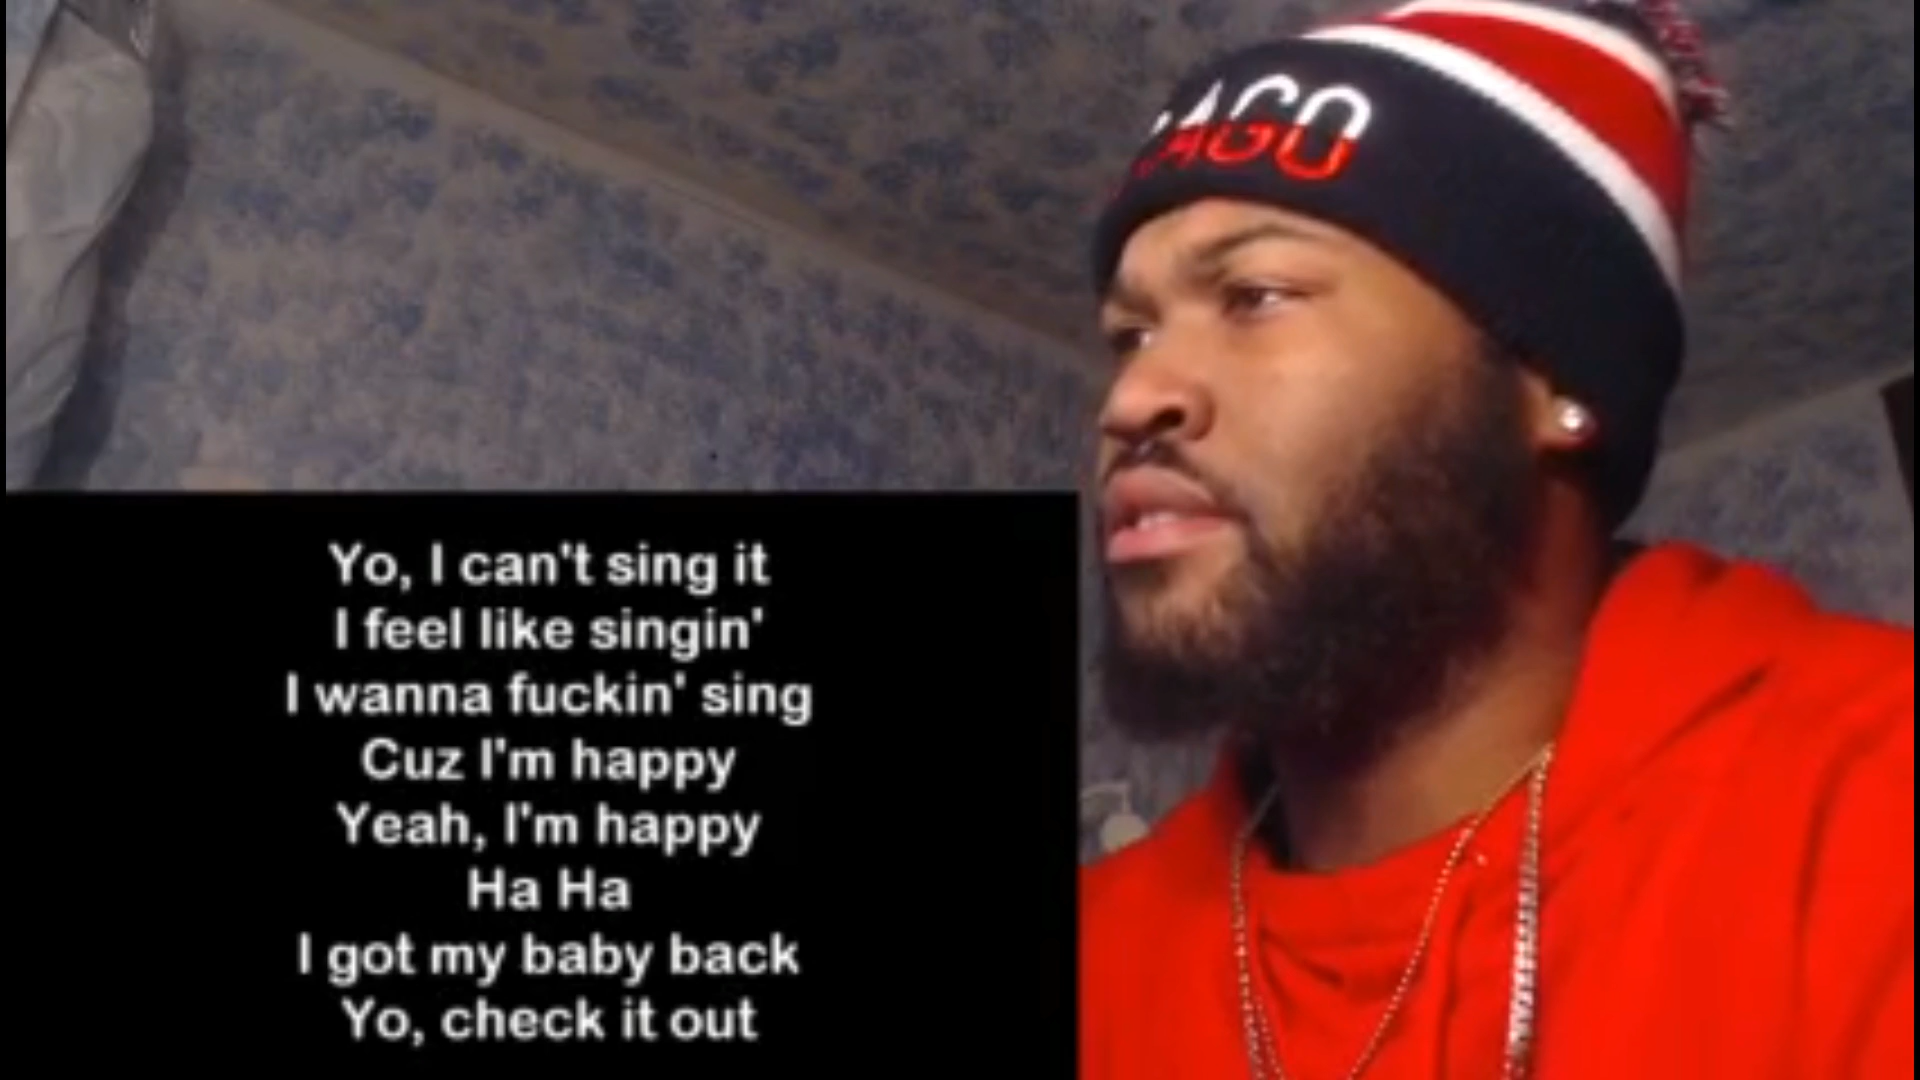 AGO
Yo, I can't sing it
I feel like singin'
I wanna fuckin' sing
Cuz I'm happy
Yeah, I'm happy
Ha Ha
I got my baby back
Yo, check it out